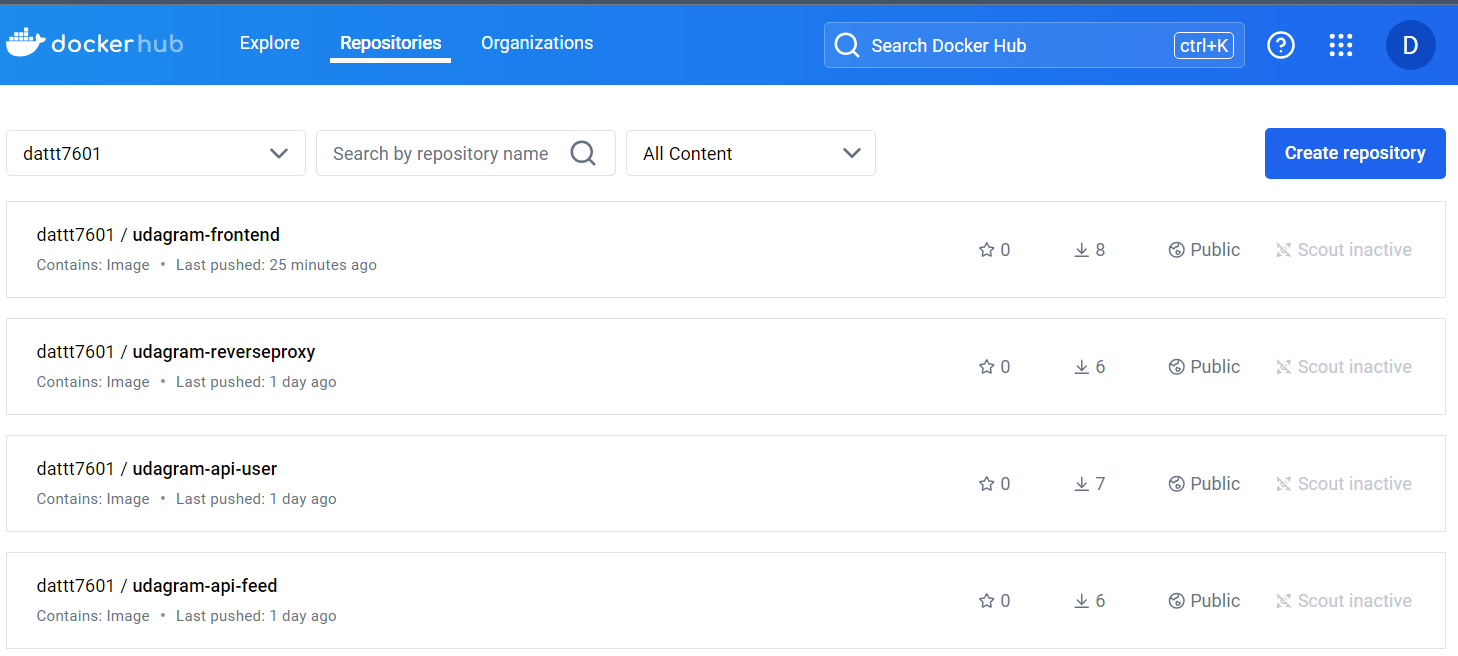 dockerhub Explore Repositories Organizations Search Docker Hub ctrl+K D
dattt7601 Search by repository name All Content Create repository
dattt7601 / udagram-frontend
Contains: Image • Last pushed: 25 minutes ago
0 8 Public Scout inactive
dattt7601 / udagram-reverseproxy
Contains: Image • Last pushed: 1 day ago
0 6 Public Scout inactive
dattt7601 / udagram-api-user
Contains: Image • Last pushed: 1 day ago
0 7 Public Scout inactive
dattt7601 / udagram-api-feed
Contains: Image • Last pushed: 1 day ago
0 6 Public Scout inactive